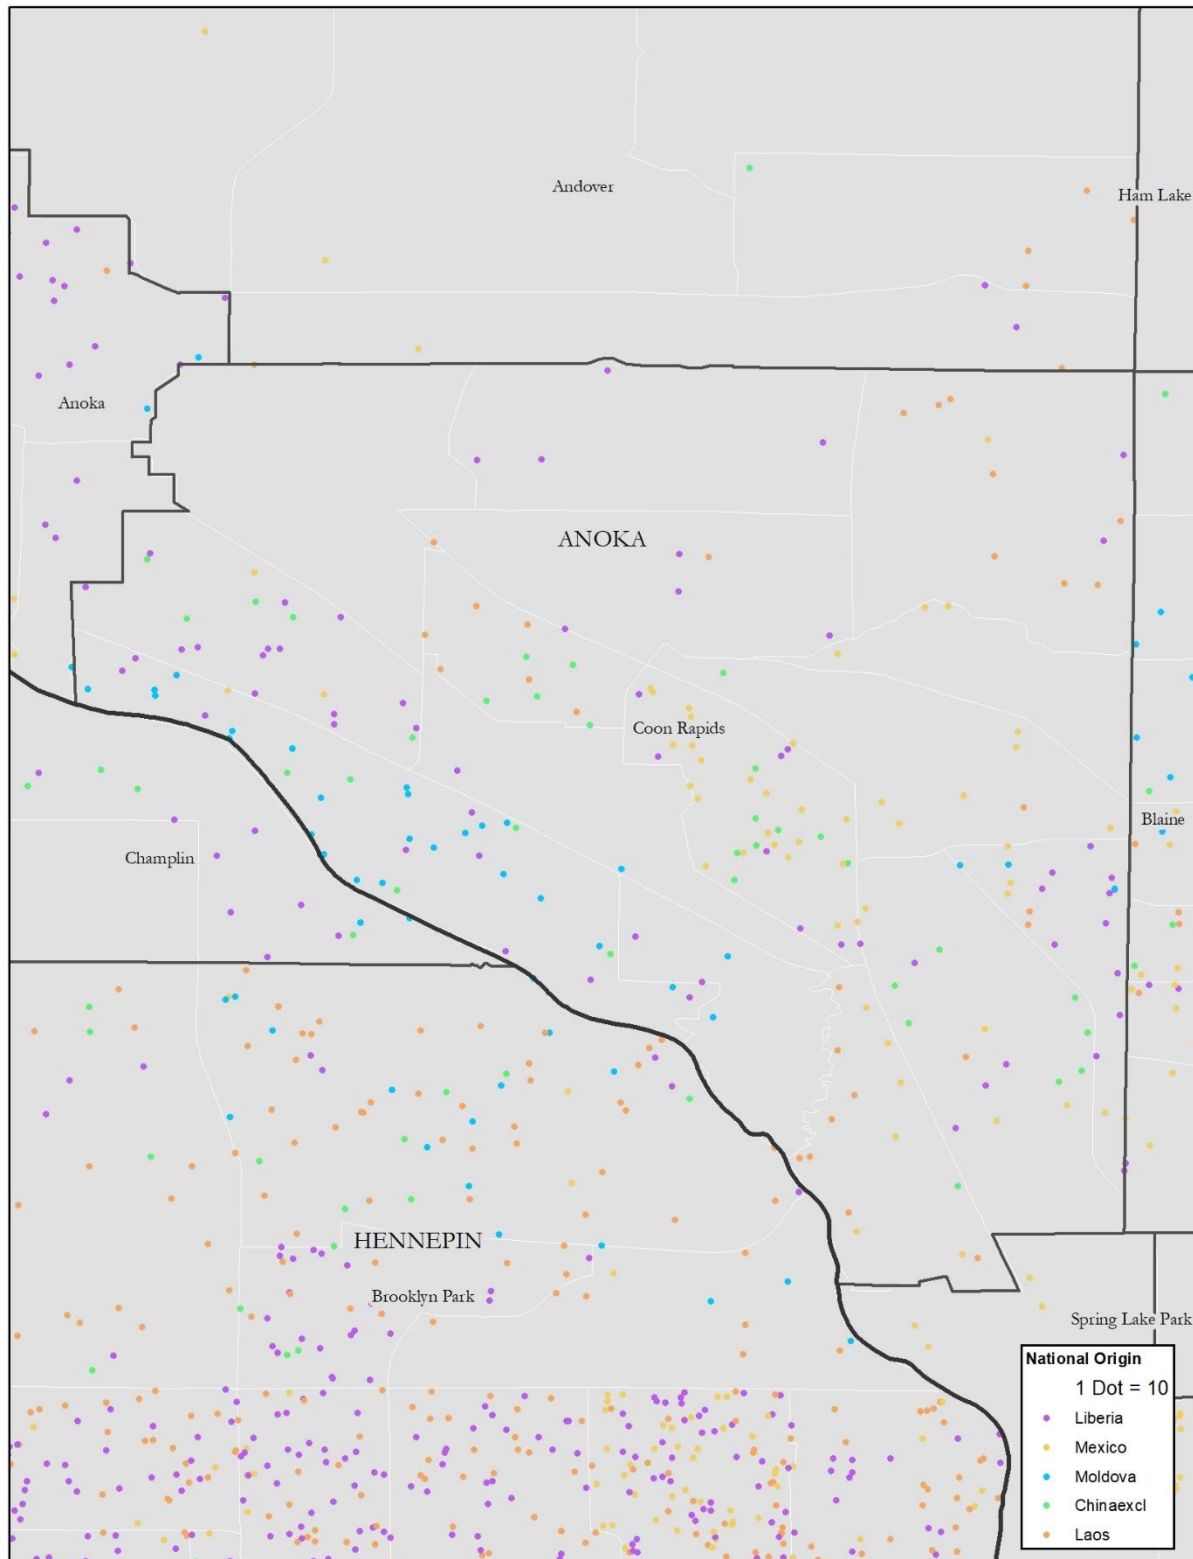 Andover
Ham Lake
Anoka
ANOKA
Coon Rapids
Blaine
Champlin
HENNEPIN
Brooklyn Park
Spring Lake Park
National Origin
1 Dot = 10
Liberia
Mexico
Moldova
Chinaexcl
Laos